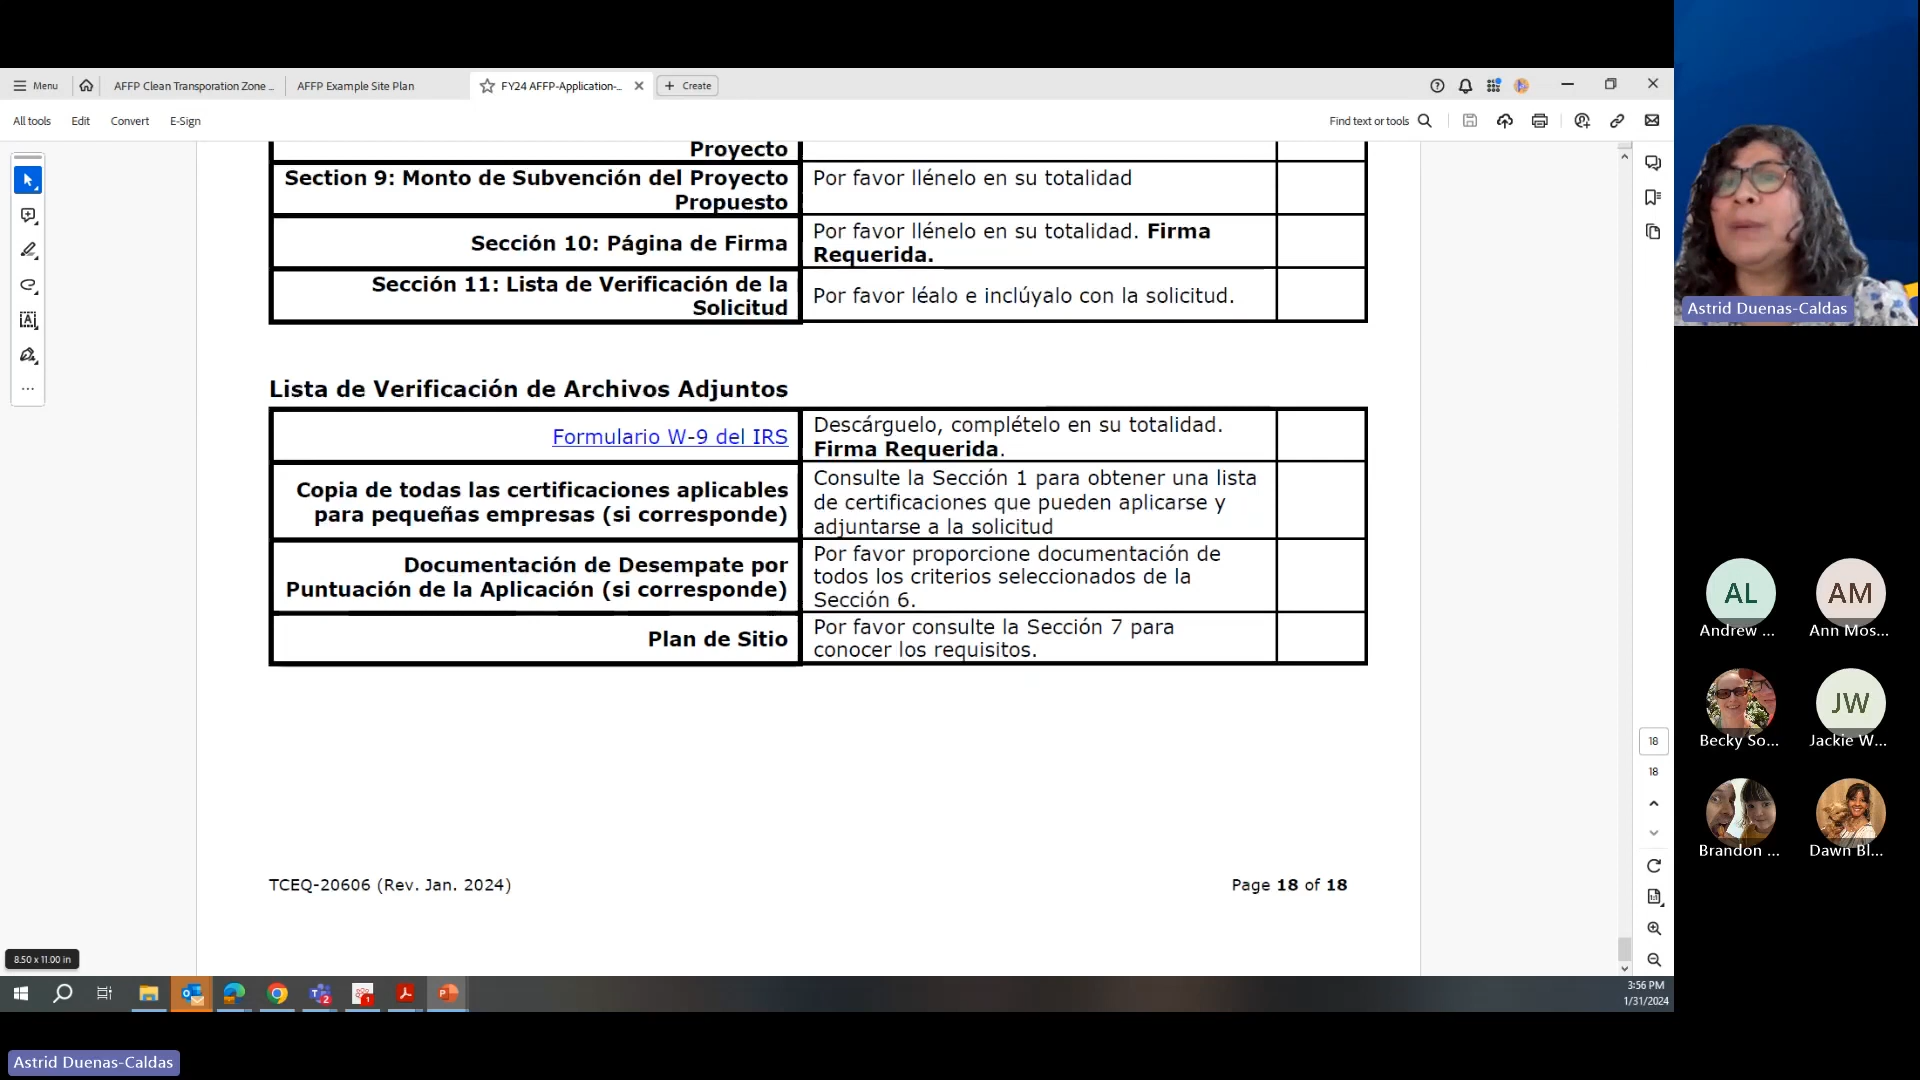 Menu
AFFP Clean Transporation Zone ...
AFFP Example Site Plan
FY24 AFFP-Application-...
Create
All tools
Edit
Convert
E-Sign
Find text or tools
Proyecto
Section 9: Monto de Subvención del Proyecto
Propuesto
Por favor llénelo en su totalidad
Sección 10: Página de Firma
Por favor llénelo en su totalidad. Firma
Requerida.
Sección 11: Lista de Verificación de la
Solicitud
Por favor léalo e inclúyalo con la solicitud.
Lista de Verificación de Archivos Adjuntos
Formulario W-9 del IRS
Descárguelo, complételo en su totalidad.
Firma Requerida.
Copia de todas las certificaciones aplicables
para pequeñas empresas (si corresponde)
Consulte la Sección 1 para obtener una lista
de certificaciones que pueden aplicarse y
adjuntarse a la solicitud
Documentación de Desempate por
Puntuación de la Aplicación (si corresponde)
Por favor proporcione documentación de
todos los criterios seleccionados de la
Sección 6.
Plan de Sitio
Por favor consulte la Sección 7 para
conocer los requisitos.
TCEQ-20606 (Rev. Jan. 2024)
Page 18 of 18
18
18
8.50 x 11.00 in
3:56 PM
1/31/2024
Astrid Duenas-Caldas
AL
Andrew ...
AM
Ann Mos...
Becky So...
JW
Jackie W...
Brandon ...
Dawn Bl...
Astrid Duenas-Caldas